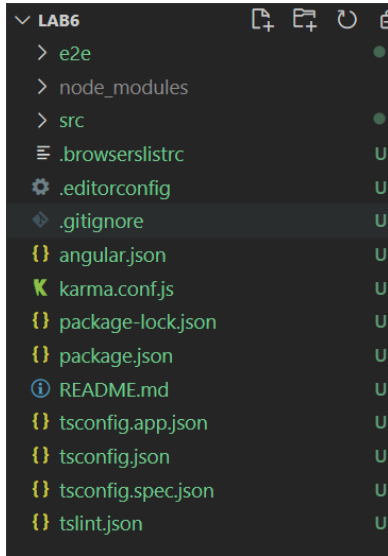 LAB6
e2e
node_modules
src
.browserslistrc U
.editorconfig U
.gitignore U
angular.json U
karma.conf.js U
package-lock.json U
package.json U
README.md U
tsconfig.app.json U
tsconfig.json U
tsconfig.spec.json U
tslint.json U